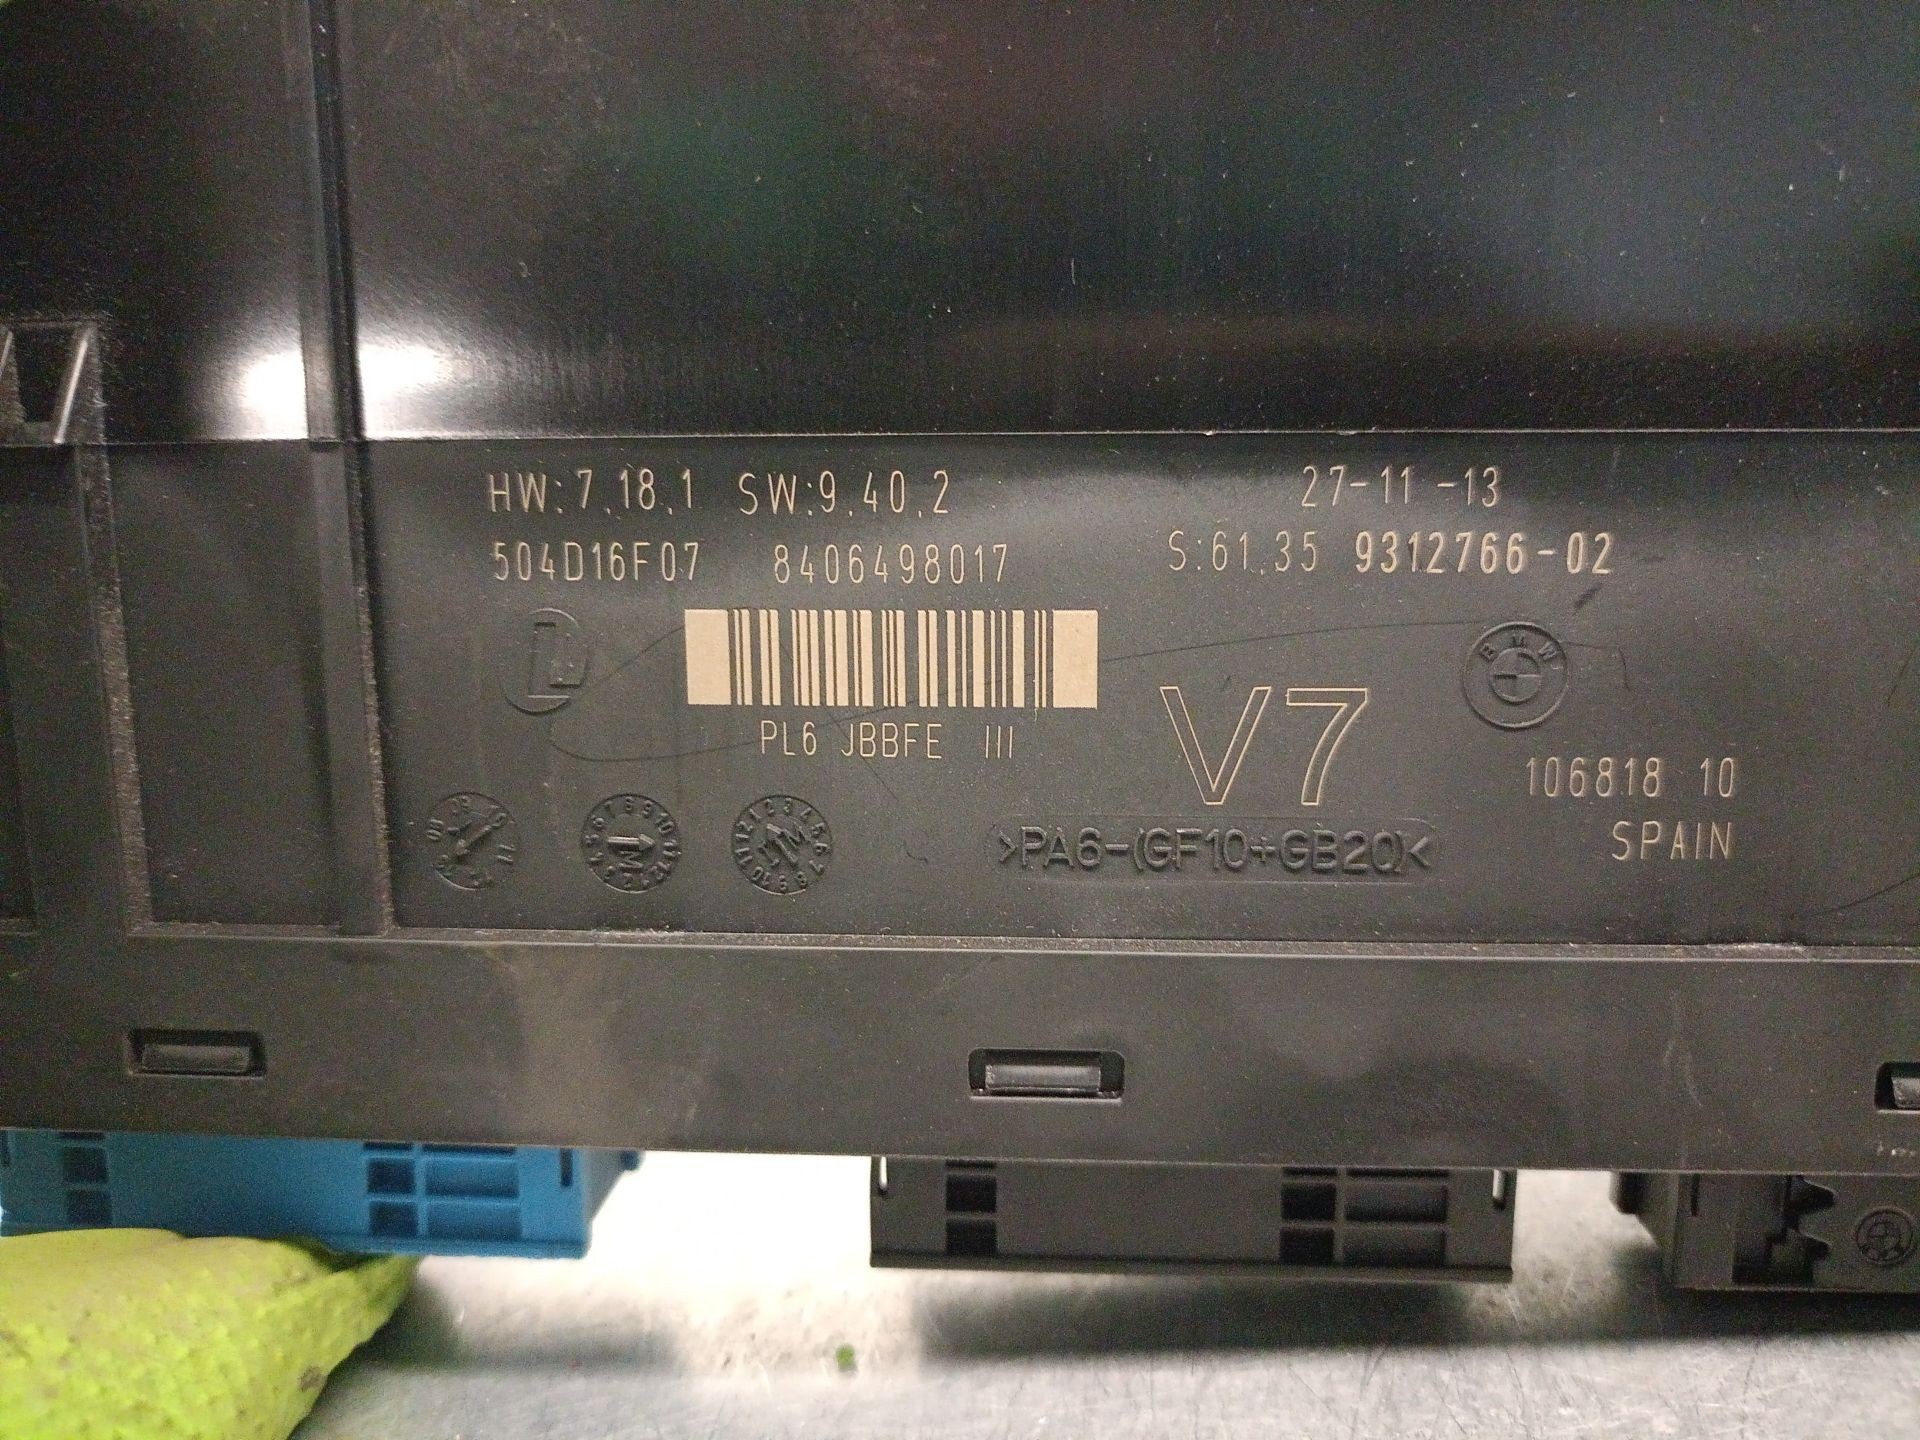 HW:7.18.1 SW:9.40.2 27-11-13
504D16F07 8406498017 S:61.35 9312766-02
BMW
PL6 JBBFE III
V7
106818 10
SPAIN
>PA6-(GF10+GB20)<